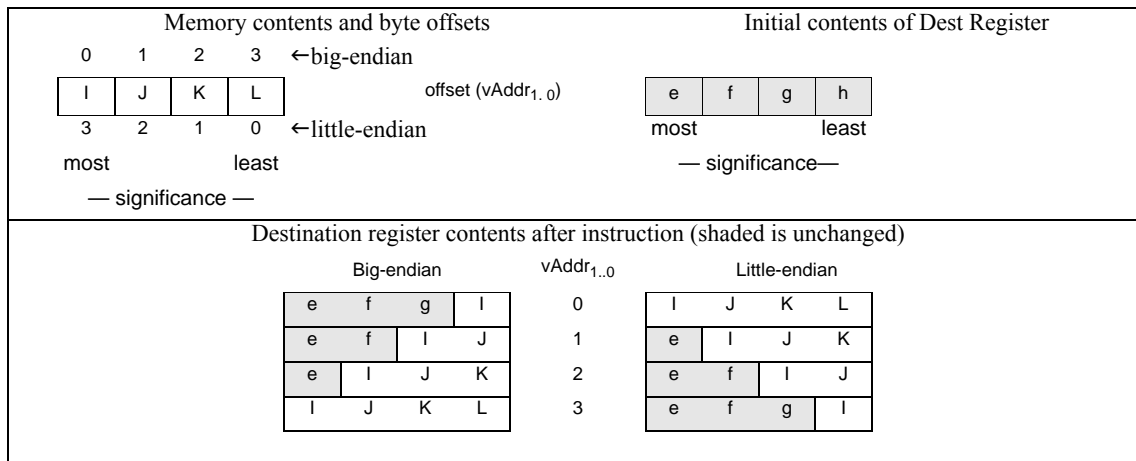 Memory contents and byte offsets
Initial contents of Dest Register
0 1 2 3 ←big-endian
I J K L
offset (vAddr1. 0)
e f g h
3 2 1 0 ←little-endian
most least
most least
— significance—
— significance —
Destination register contents after instruction (shaded is unchanged)
Big-endian vAddr1..0 Little-endian
e f g I 0 I J K L
e f I J 1 e I J K
e I J K 2 e f I J
I J K L 3 e f g I